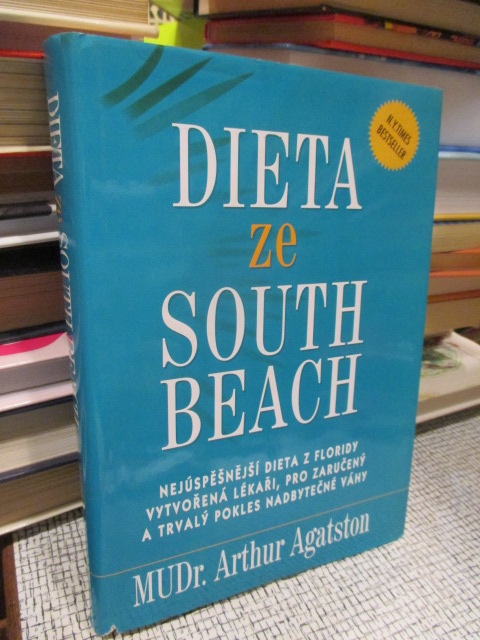 DIETA
ze
SOUTH
BEACH
N.Y.TIMES
BESTSELLER
NEJÚSPĚŠNĚJŠÍ DIETA Z FLORIDY
VYTVOŘENÁ LÉKAŘI, PRO ZARUČENÝ
A TRVALÝ POKLES NADBYTEČNÉ VÁHY
MUDr. Arthur Agatston
DIETA ze SOUTH BEACH